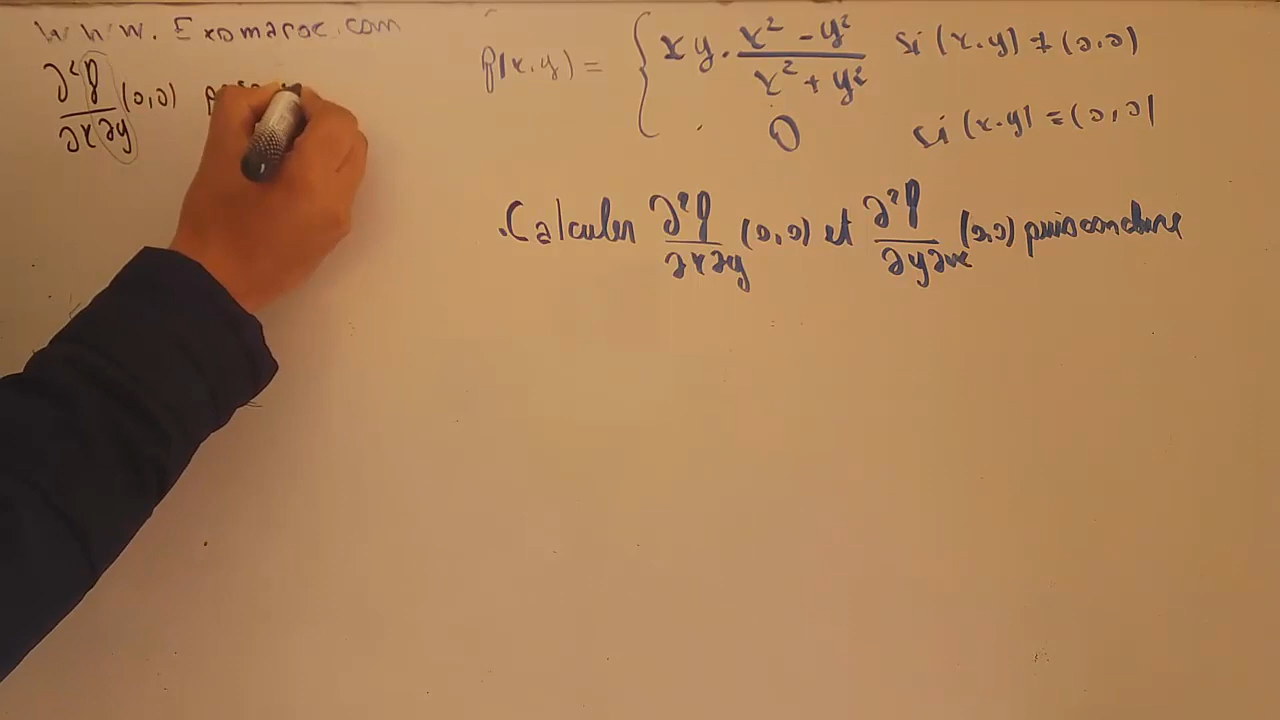 www.Exomaroc.com
∂²f/∂x∂y (0,0)
f(x,y) = { xy · (x² - y²)/(x² + y²) si (x,y) ≠ (0,0)
0 si (x,y) = (0,0)
. Calculer ∂²f/∂x∂y (0,0) et ∂²f/∂y∂x (0,0) puis conclure